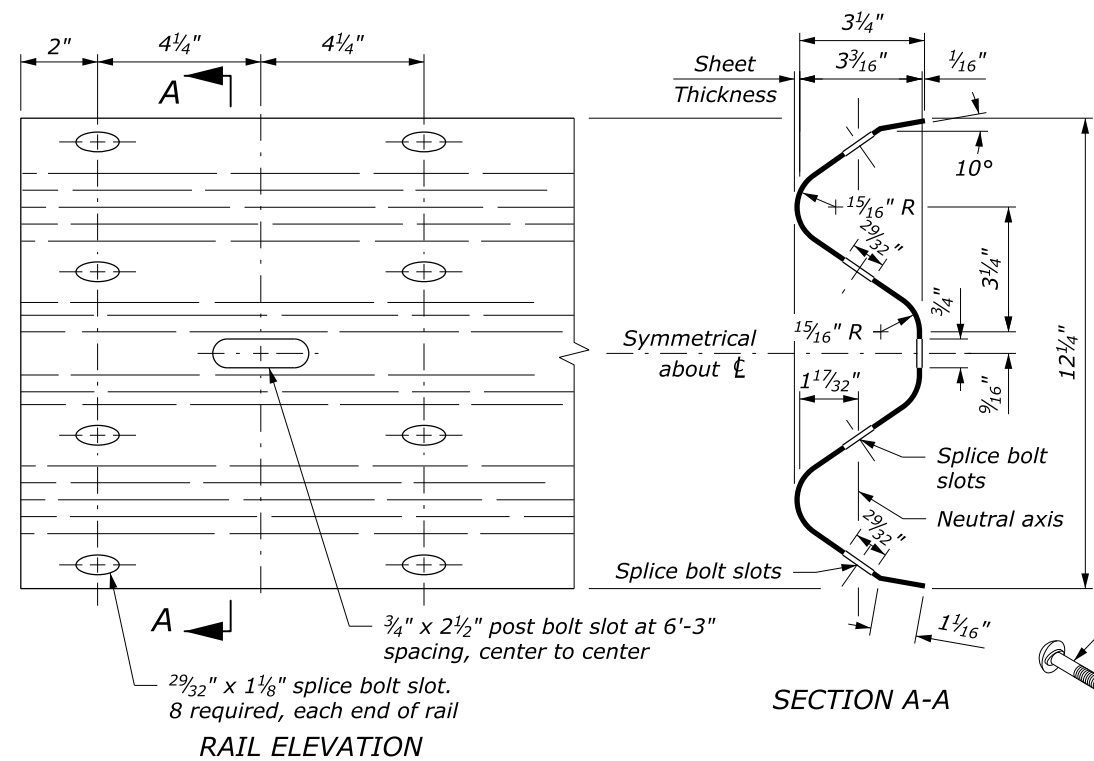 2"
4¼"
4¼"
A
3¼"
3³⁄₁₆"
¹⁄₁₆"
Sheet
Thickness
10°
¹⁵⁄₁₆" R
²⁹⁄₃₂"
3¼"
¾"
12¼"
Symmetrical
about ℄
¹⁵⁄₁₆" R
1¹⁷⁄₃₂"
⁹⁄₁₆"
Splice bolt
slots
Neutral axis
²⁹⁄₃₂"
Splice bolt slots
1¹⁄₁₆"
A
¾" x 2½" post bolt slot at 6'-3"
spacing, center to center
²⁹⁄₃₂" x 1⅛" splice bolt slot.
8 required, each end of rail
RAIL ELEVATION
SECTION A-A